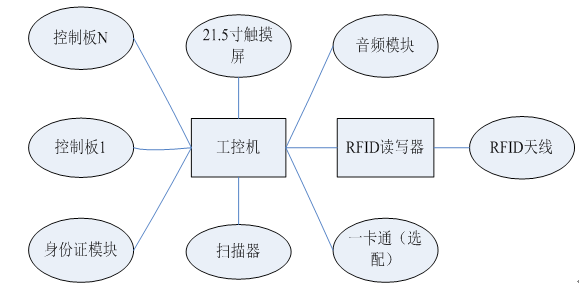 控制板N
21.5寸触摸
屏
音频模块
控制板1
工控机
RFID读写器
RFID天线
身份证模块
扫描器
一卡通（选
配）